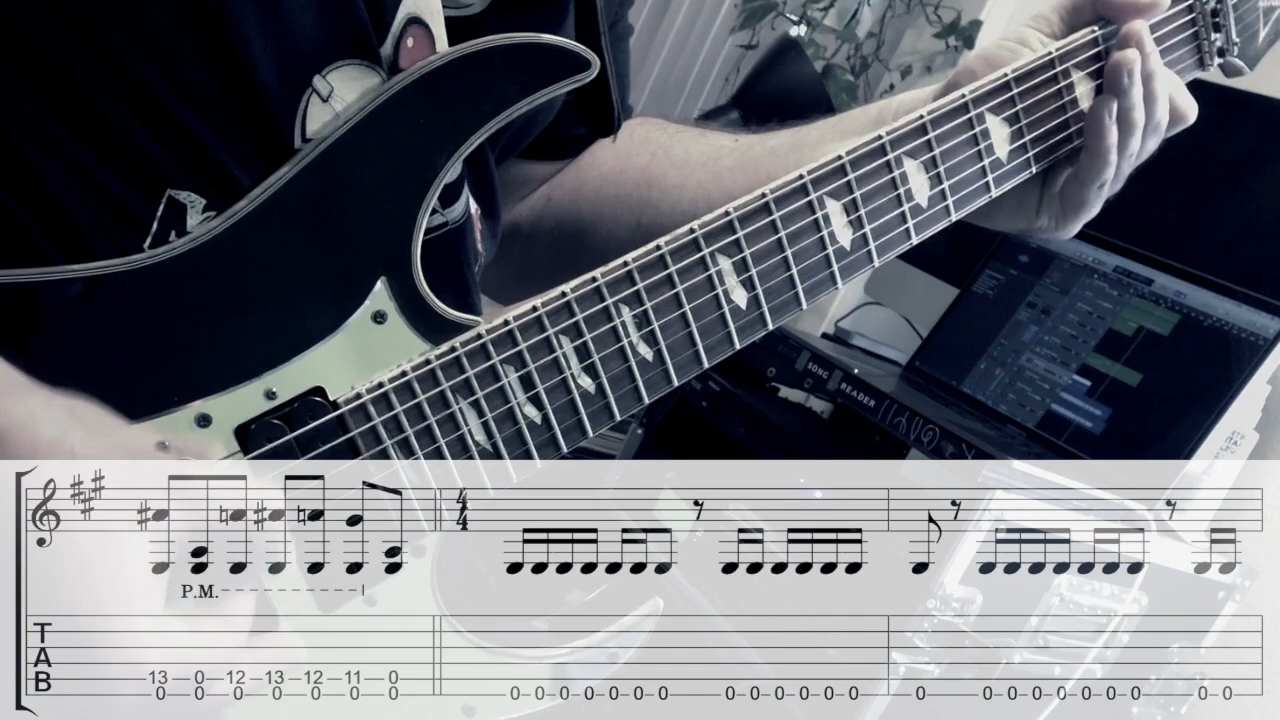 SONG
READER
4
4
P.M.
T
A
B
13 0 12 13 12 11 0
0 0 0 0 0 0 0
0 0 0 0 0 0 0 0 0 0 0 0 0
0 0 0 0 0 0 0 0 0 0